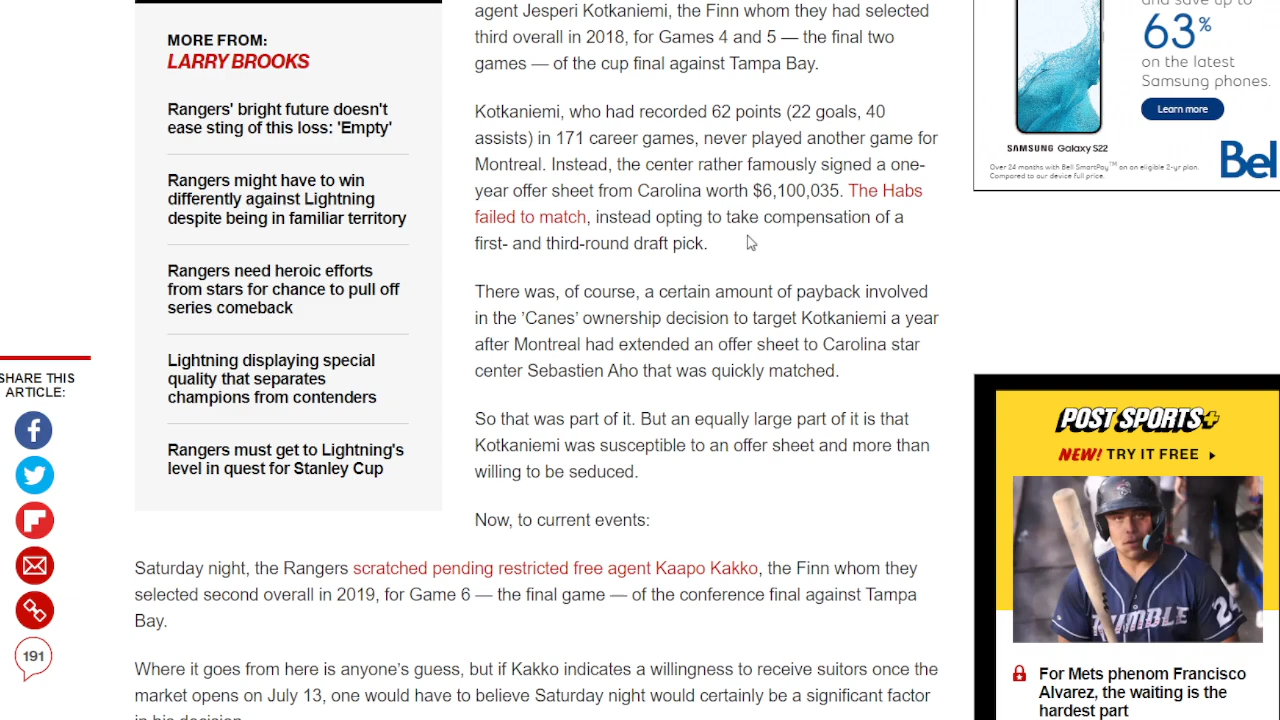 agent Jesperi Kotkaniemi, the Finn whom they had selected
third overall in 2018, for Games 4 and 5 — the final two
games — of the cup final against Tampa Bay.
MORE FROM:
LARRY BROOKS
Rangers' bright future doesn't
ease sting of this loss: 'Empty'
Rangers might have to win
differently against Lightning
despite being in familiar territory
Rangers need heroic efforts
from stars for chance to pull off
series comeback
Lightning displaying special
quality that separates
champions from contenders
Rangers must get to Lightning's
level in quest for Stanley Cup
Kotkaniemi, who had recorded 62 points (22 goals, 40
assists) in 171 career games, never played another game for
Montreal. Instead, the center rather famously signed a one-
year offer sheet from Carolina worth $6,100,035. The Habs
failed to match, instead opting to take compensation of a
first- and third-round draft pick.
There was, of course, a certain amount of payback involved
in the ’Canes’ ownership decision to target Kotkaniemi a year
after Montreal had extended an offer sheet to Carolina star
center Sebastien Aho that was quickly matched.
So that was part of it. But an equally large part of it is that
Kotkaniemi was susceptible to an offer sheet and more than
willing to be seduced.
Now, to current events:
Saturday night, the Rangers scratched pending restricted free agent Kaapo Kakko, the Finn whom they
selected second overall in 2019, for Game 6 — the final game — of the conference final against Tampa
Bay.
Where it goes from here is anyone’s guess, but if Kakko indicates a willingness to receive suitors once the
market opens on July 13, one would have to believe Saturday night would certainly be a significant factor
in his decision.
SHARE THIS
ARTICLE:
191
and save up to
63%
on the latest
Samsung phones.
Learn more
SAMSUNG Galaxy S22
Over 24 months with Bell SmartPay™ on an eligible 2-yr plan.
Compared to our device full price.
Bel
POST SPORTS+
NEW! TRY IT FREE
UMBLE
2
For Mets phenom Francisco
Alvarez, the waiting is the
hardest part